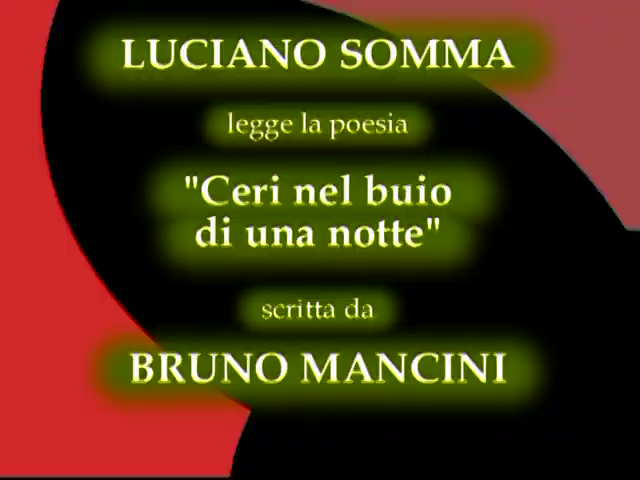 LUCIANO SOMMA
legge la poesia
"Ceri nel buio
di una notte"
scritta da
BRUNO MANCINI